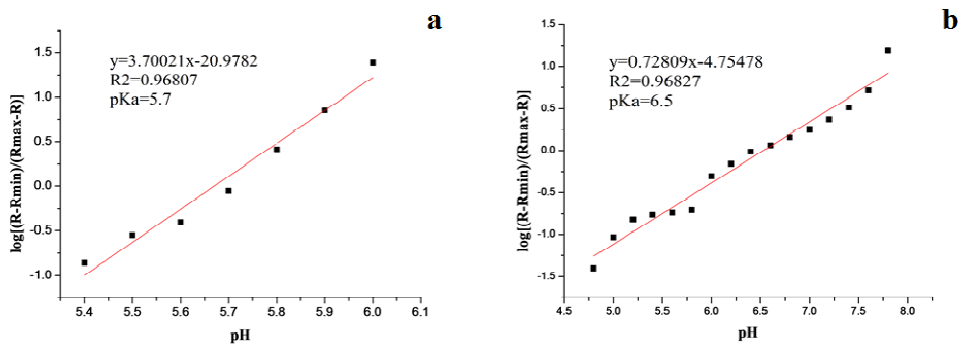 a
y=3.70021x-20.9782
R2=0.96807
pKa=5.7
log[(R-Rmin)/(Rmax-R)]
1.5
1.0
0.5
0.0
-0.5
-1.0
5.4 5.5 5.6 5.7 5.8 5.9 6.0 6.1
pH
b
y=0.72809x-4.75478
R2=0.96827
pKa=6.5
log[(R-Rmin)/(Rmax-R)]
1.5
1.0
0.5
0.0
-0.5
-1.0
-1.5
4.5 5.0 5.5 6.0 6.5 7.0 7.5 8.0
pH